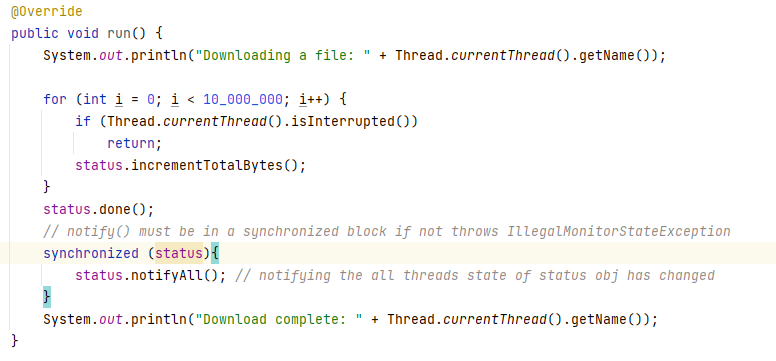 @Override
public void run() {
    System.out.println("Downloading a file: " + Thread.currentThread().getName());

    for (int i = 0; i < 10_000_000; i++) {
        if (Thread.currentThread().isInterrupted())
            return;
        status.incrementTotalBytes();
    }
    status.done();
    // notify() must be in a synchronized block if not throws IllegalMonitorStateException
    synchronized (status){
        status.notifyAll(); // notifying the all threads state of status obj has changed
    }
    System.out.println("Download complete: " + Thread.currentThread().getName());
}